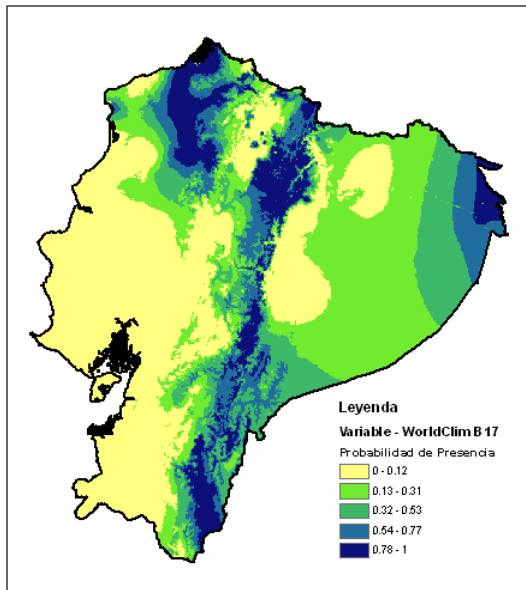 Leyenda
Variable - WorldClim B 17
Probabilidad de Presencia
0 - 0.12
0.13 - 0.31
0.32 - 0.53
0.54 - 0.77
0.78 - 1